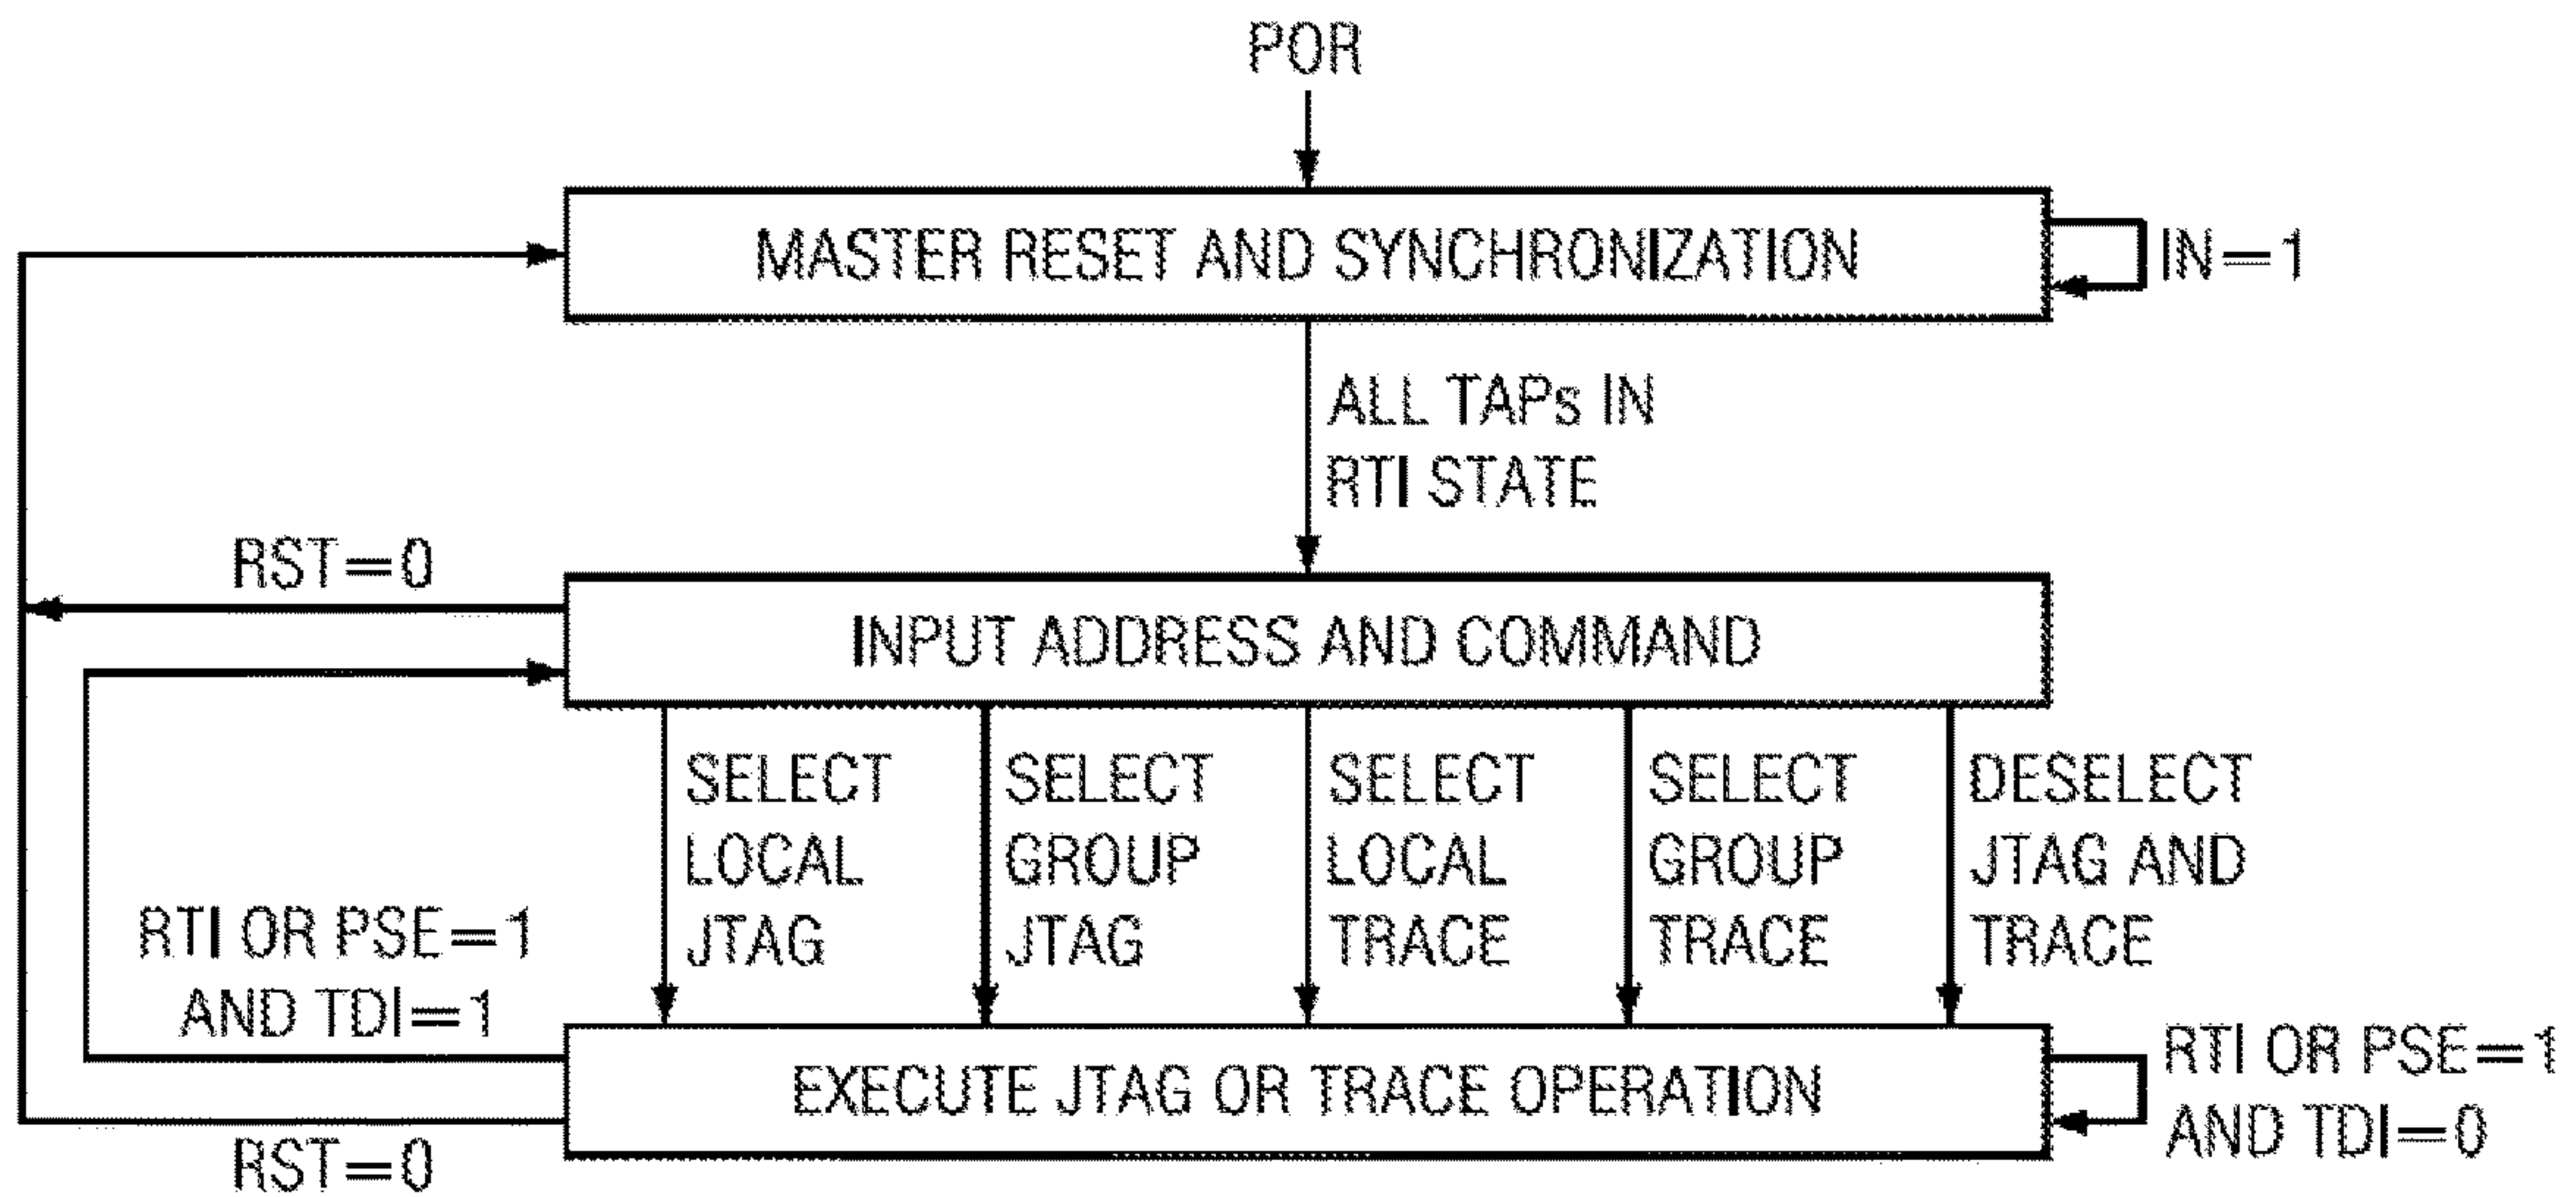 POR
MASTER RESET AND SYNCHRONIZATION
IN=1
ALL TAPs IN
RTI STATE
RST=0
INPUT ADDRESS AND COMMAND
SELECT
LOCAL
JTAG
SELECT
GROUP
JTAG
SELECT
LOCAL
TRACE
SELECT
GROUP
TRACE
DESELECT
JTAG AND
TRACE
RTI OR PSE=1
AND TDI=1
EXECUTE JTAG OR TRACE OPERATION
RTI OR PSE=1
AND TDI=0
RST=0